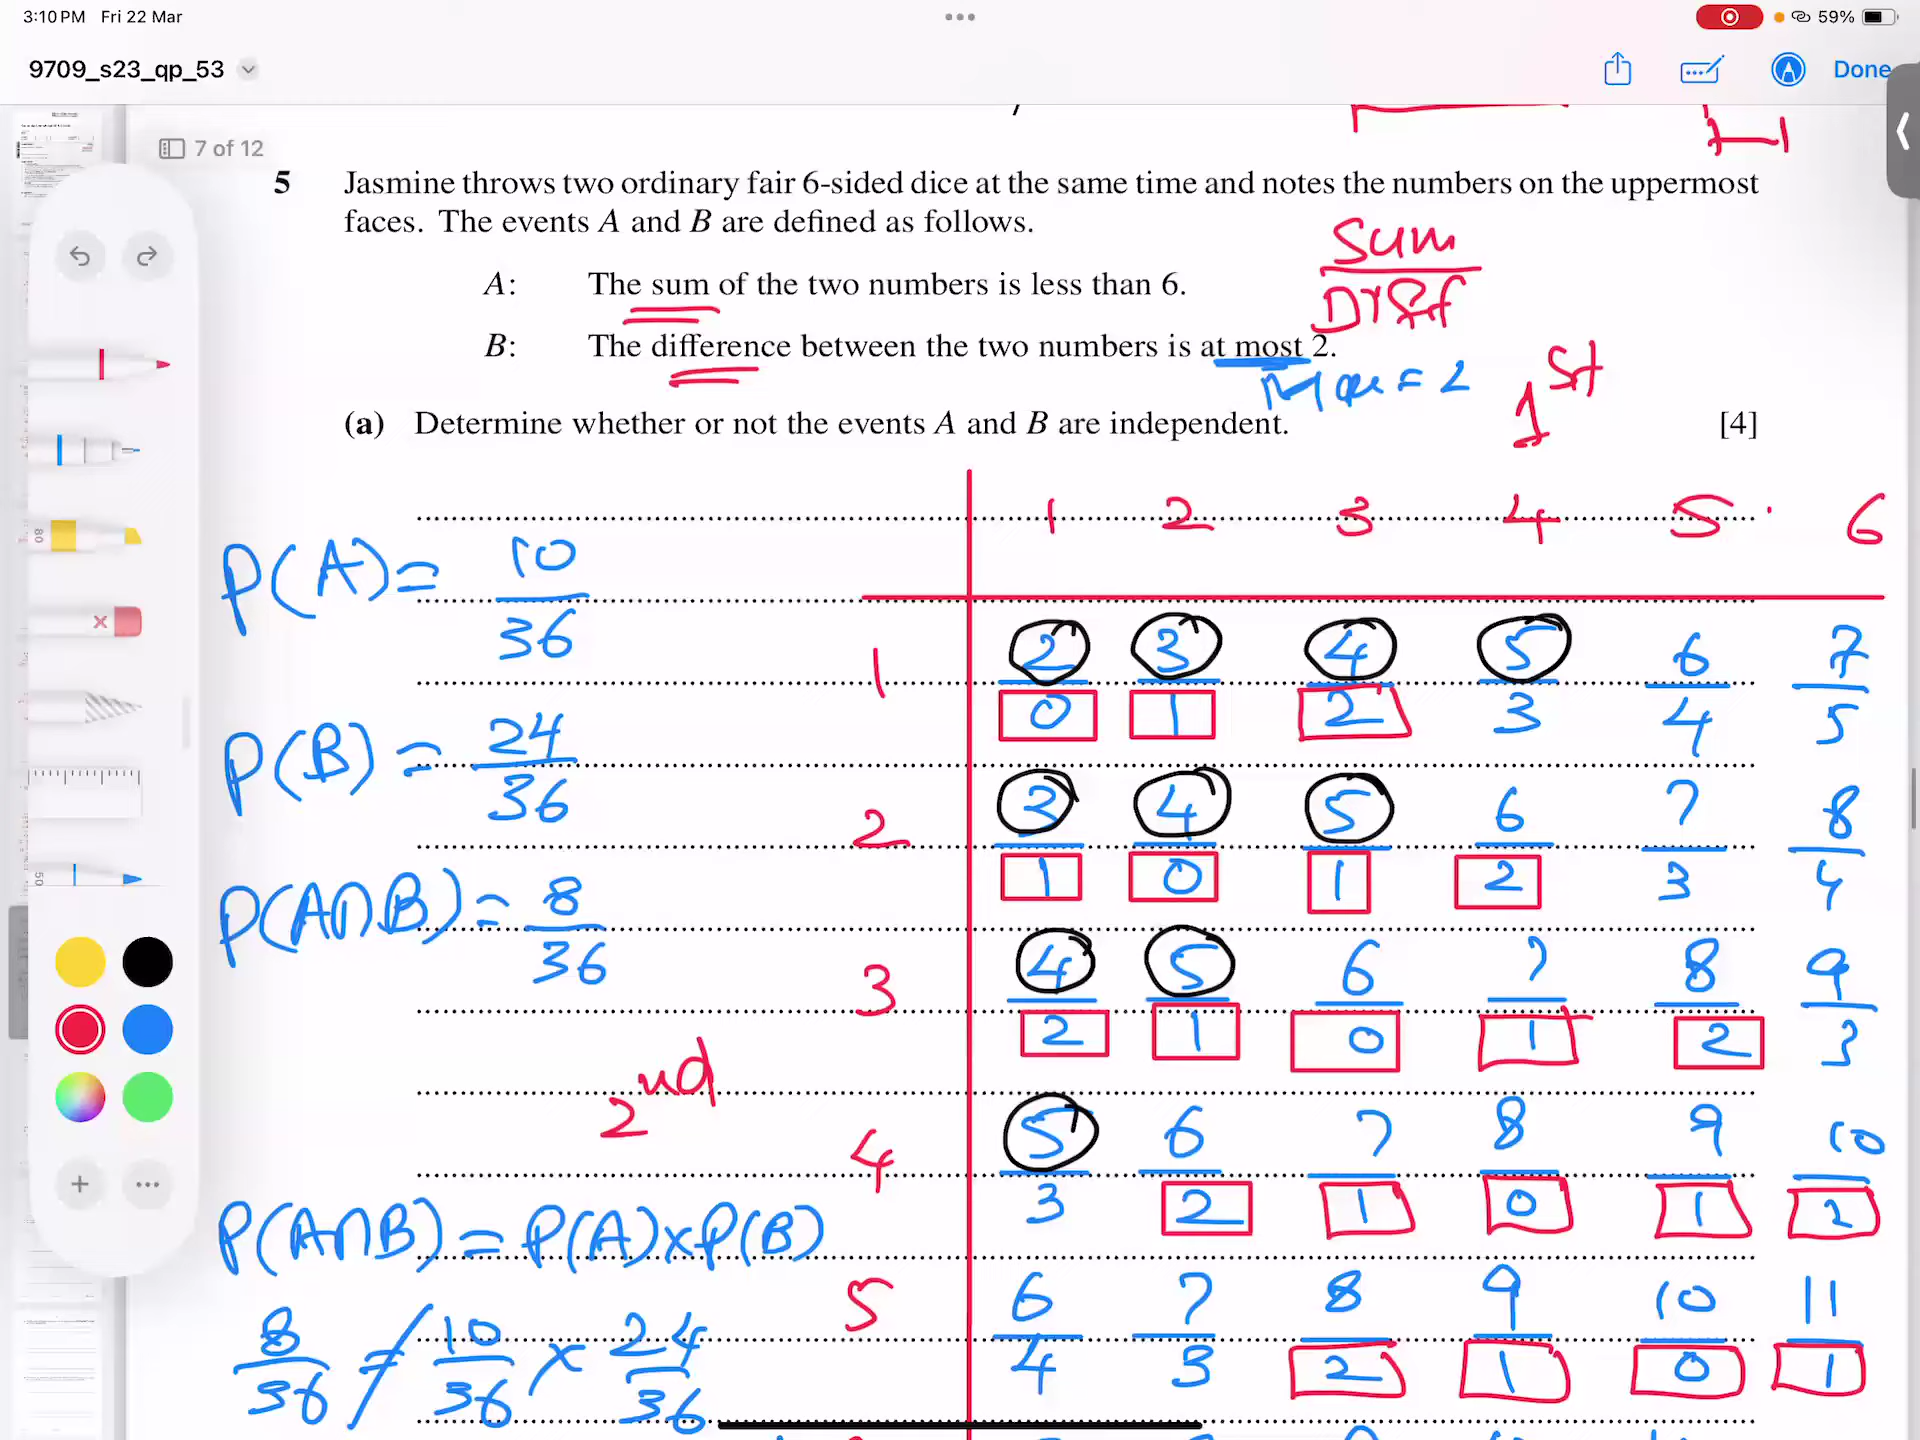 3:10 PM Fri 22 Mar
59%
9709_s23_qp_53
Done
7 of 12
5 Jasmine throws two ordinary fair 6-sided dice at the same time and notes the numbers on the uppermost
faces. The events A and B are defined as follows.
Sum
Diff
A: The sum of the two numbers is less than 6.
B: The difference between the two numbers is at most 2.
Max = 2
1st
(a) Determine whether or not the events A and B are independent. [4]
1 2 3 4 5 6
P(A) = 10/36
1 2/0 3/1 4/2 5/3 6/4 7/5
P(B) = 24/36
2 3/1 4/0 5/1 6/2 7/3 8/4
P(A∩B) = 8/36
3 4/2 5/1 6/0 7/1 8/2 9/3
2nd
4 5/3 6/2 7/1 8/0 9/1 10/2
P(A∩B) = P(A)×P(B)
5 6/4 7/3 8/2 9/1 10/0 11/1
8/36 ≠ 10/36 × 24/36
80
50